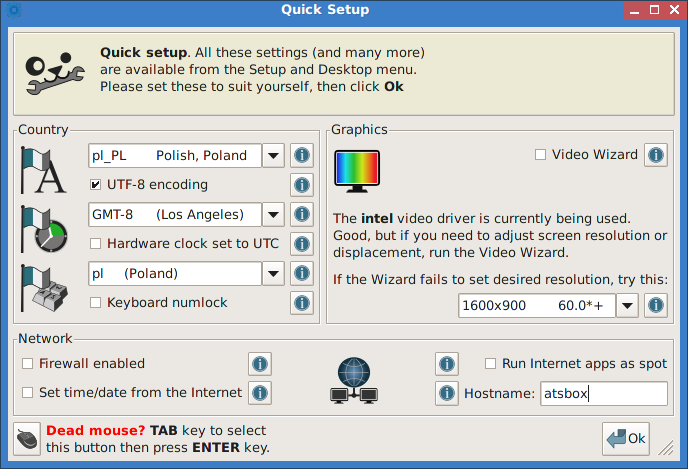 Quick Setup
Quick setup. All these settings (and many more)
are available from the Setup and Desktop menu.
Please set these to suit yourself, then click Ok
Country
pl_PL Polish, Poland
UTF-8 encoding
GMT-8 (Los Angeles)
Hardware clock set to UTC
pl (Poland)
Keyboard numlock
Graphics
Video Wizard
The intel video driver is currently being used.
Good, but if you need to adjust screen resolution or
displacement, run the Video Wizard.
If the Wizard fails to set desired resolution, try this:
1600x900 60.0*+
Network
Firewall enabled
Run Internet apps as spot
Set time/date from the Internet
Hostname: atsbox
Dead mouse? TAB key to select
this button then press ENTER key.
Ok